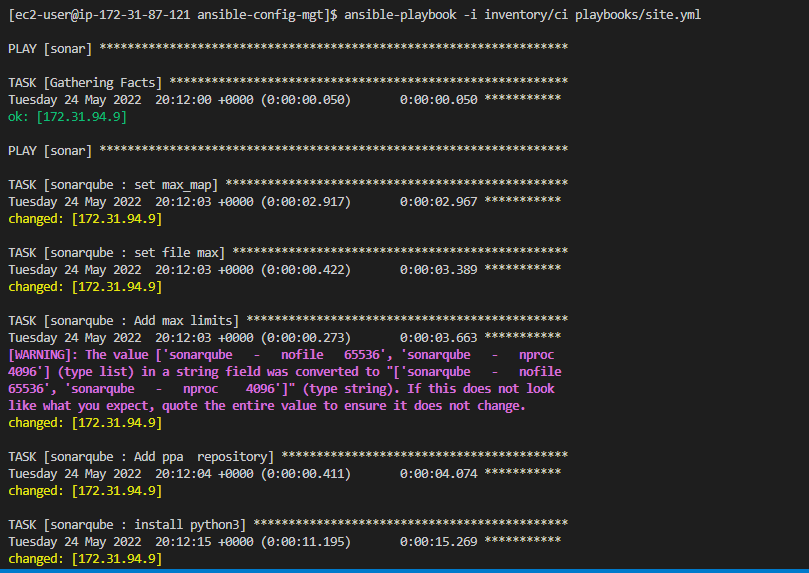 [ec2-user@ip-172-31-87-121 ansible-config-mgt]$ ansible-playbook -i inventory/ci playbooks/site.yml
PLAY [sonar] *******************************************************************
TASK [Gathering Facts] *********************************************************
Tuesday 24 May 2022  20:12:00 +0000 (0:00:00.050)       0:00:00.050 ***********
ok: [172.31.94.9]
PLAY [sonar] *******************************************************************
TASK [sonarqube : set max_map] *************************************************
Tuesday 24 May 2022  20:12:03 +0000 (0:00:02.917)       0:00:02.967 ***********
changed: [172.31.94.9]
TASK [sonarqube : set file max] ************************************************
Tuesday 24 May 2022  20:12:03 +0000 (0:00:00.422)       0:00:03.389 ***********
changed: [172.31.94.9]
TASK [sonarqube : Add max limits] **********************************************
Tuesday 24 May 2022  20:12:03 +0000 (0:00:00.273)       0:00:03.663 ***********
[WARNING]: The value ['sonarqube   -   nofile   65536', 'sonarqube   -   nproc
4096'] (type list) in a string field was converted to "['sonarqube   -   nofile
65536', 'sonarqube   -   nproc    4096']" (type string). If this does not look
like what you expect, quote the entire value to ensure it does not change.
changed: [172.31.94.9]
TASK [sonarqube : Add ppa  repository] *****************************************
Tuesday 24 May 2022  20:12:04 +0000 (0:00:00.411)       0:00:04.074 ***********
changed: [172.31.94.9]
TASK [sonarqube : install python3] *********************************************
Tuesday 24 May 2022  20:12:15 +0000 (0:00:11.195)       0:00:15.269 ***********
changed: [172.31.94.9]